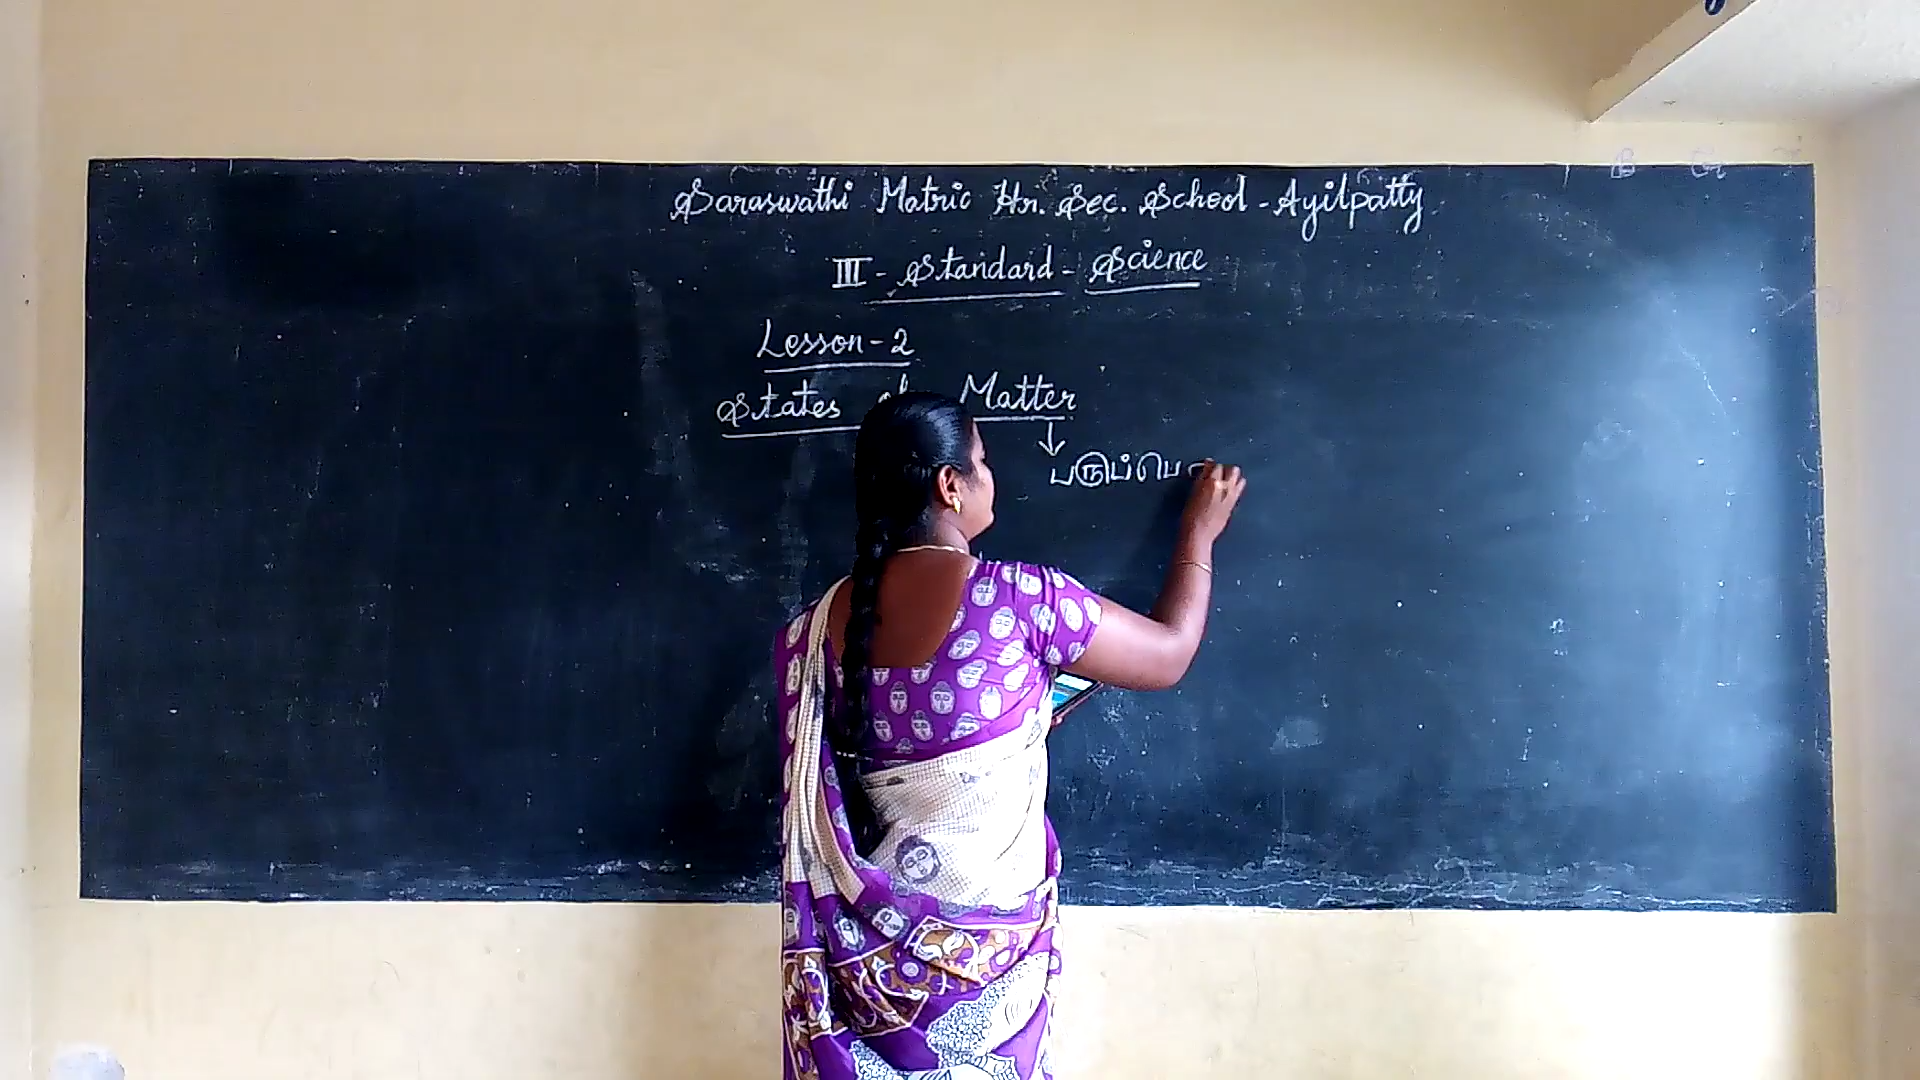 Saraswathi Matric Hr. Sec. School - Ayilpatty
III - Standard - Science
Lesson - 2
States of Matter
↓
பருப்பொ